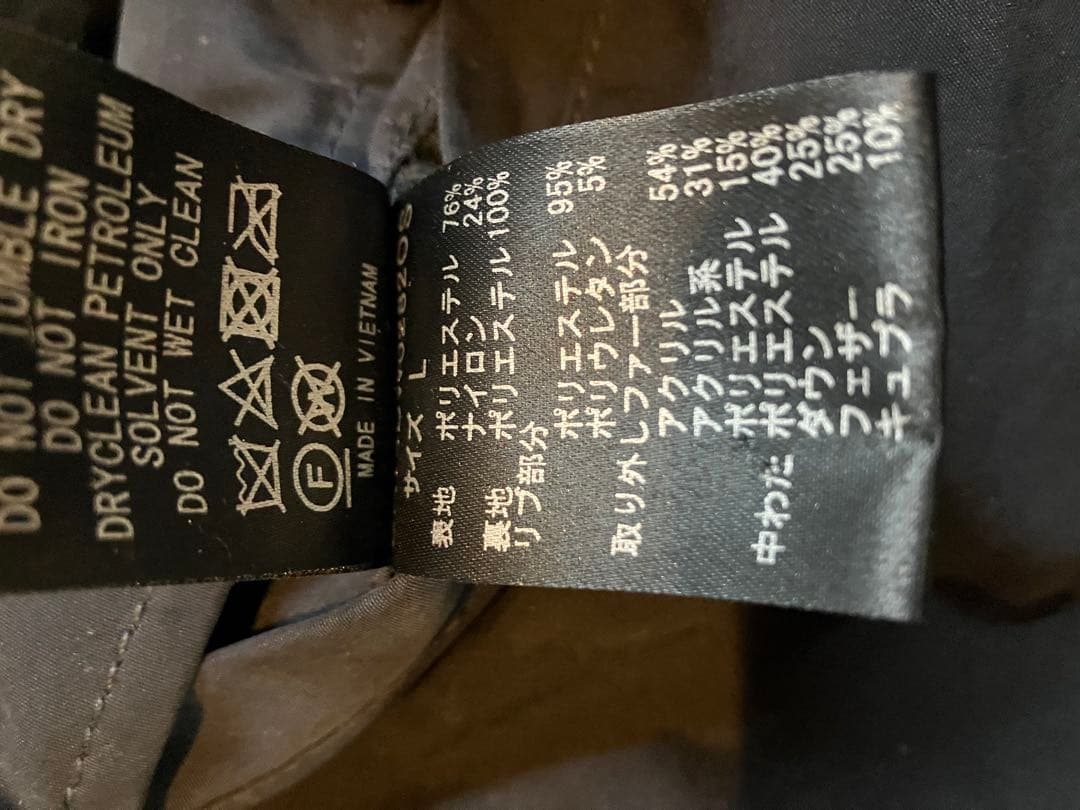 DO NOT TUMBLE DRY
DO NOT IRON
DRYCLEAN PETROLEUM
SOLVENT ONLY
DO NOT WET CLEAN
F
MADE IN VIETNAM
サイズ L
表地 ポリエステル 76%
ナイロン 24%
裏地 ポリエステル 100%
リブ部分
ポリエステル 95%
ポリウレタン 5%
取り外しファー部分
アクリル 54%
アクリル系 31%
ポリエステル 15%
中わた ポリエステル 40%
ダウン 25%
フェザー 25%
キュプラ 10%